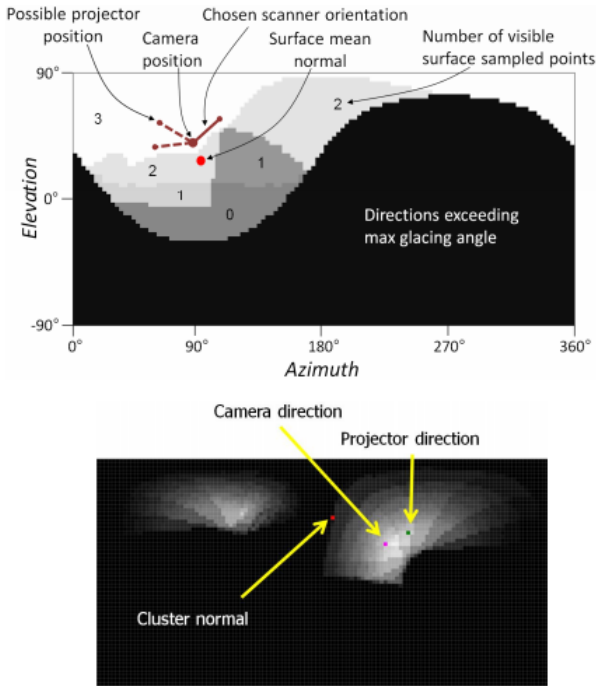 Possible projector
position
Camera
position
Chosen scanner orientation
Surface mean
normal
Number of visible
surface sampled points
90°
3
2
2
1
1
0
Elevation
0°
Directions exceeding
max glacing angle
-90°
0°
90°
180°
270°
360°
Azimuth
Camera direction
Projector direction
Cluster normal